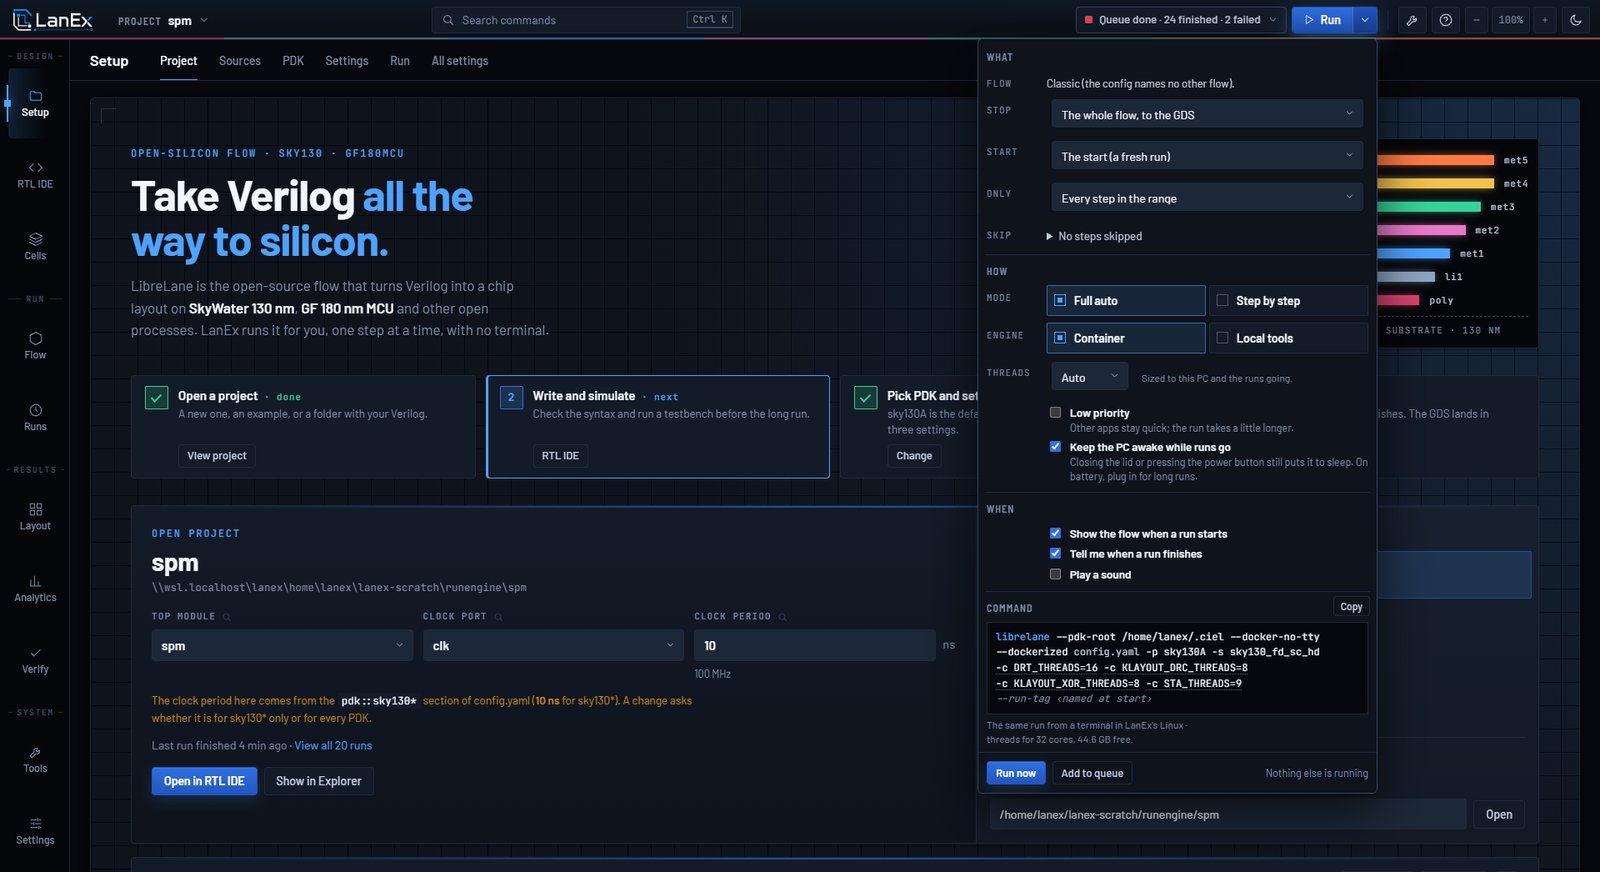 LanEx
PROJECT spm
Search commands
Ctrl K
Queue done · 24 finished · 2 failed
Run
100%
DESIGN
Setup
RTL IDE
Cells
RUN
Flow
Runs
RESULTS
Layout
Analytics
Verify
SYSTEM
Tools
Settings
Setup
Project
Sources
PDK
Settings
Run
All settings
OPEN-SILICON FLOW · SKY130 · GF180MCU
Take Verilog all the
way to silicon.
LibreLane is the open-source flow that turns Verilog into a chip
layout on SkyWater 130 nm, GF 180 nm MCU and other open
processes. LanEx runs it for you, one step at a time, with no terminal.
met5
met4
met3
met2
met1
li1
poly
SUBSTRATE · 130 NM
Open a project · done
A new one, an example, or a folder with your Verilog.
View project
2
Write and simulate · next
Check the syntax and run a testbench before the long run.
RTL IDE
Pick PDK and set
sky130A is the defa
three settings.
Change
ishes. The GDS lands in
OPEN PROJECT
spm
\\wsl.localhost\lanex\home\lanex\lanex-scratch\runengine\spm
TOP MODULE
CLOCK PORT
CLOCK PERIOD
spm
clk
10
ns
100 MHz
The clock period here comes from the pdk::sky130* section of config.yaml (10 ns for sky130*). A change asks
whether it is for sky130* only or for every PDK.
Last run finished 4 min ago · View all 20 runs
Open in RTL IDE
Show in Explorer
WHAT
FLOW
Classic (the config names no other flow).
STOP
The whole flow, to the GDS
START
The start (a fresh run)
ONLY
Every step in the range
SKIP
No steps skipped
HOW
MODE
Full auto
Step by step
ENGINE
Container
Local tools
THREADS
Auto
Sized to this PC and the runs going.
Low priority
Other apps stay quick; the run takes a little longer.
Keep the PC awake while runs go
Closing the lid or pressing the power button still puts it to sleep. On
battery, plug in for long runs.
WHEN
Show the flow when a run starts
Tell me when a run finishes
Play a sound
COMMAND
Copy
librelane --pdk-root /home/lanex/.ciel --docker-no-tty
--dockerized config.yaml -p sky130A -s sky130_fd_sc_hd
-c DRT_THREADS=16 -c KLAYOUT_DRC_THREADS=8
-c KLAYOUT_XOR_THREADS=8 -c STA_THREADS=9
--run-tag ‹named at start›
The same run from a terminal in LanEx's Linux ·
threads for 32 cores, 44.6 GB free.
Run now
Add to queue
Nothing else is running
/home/lanex/lanex-scratch/runengine/spm
Open